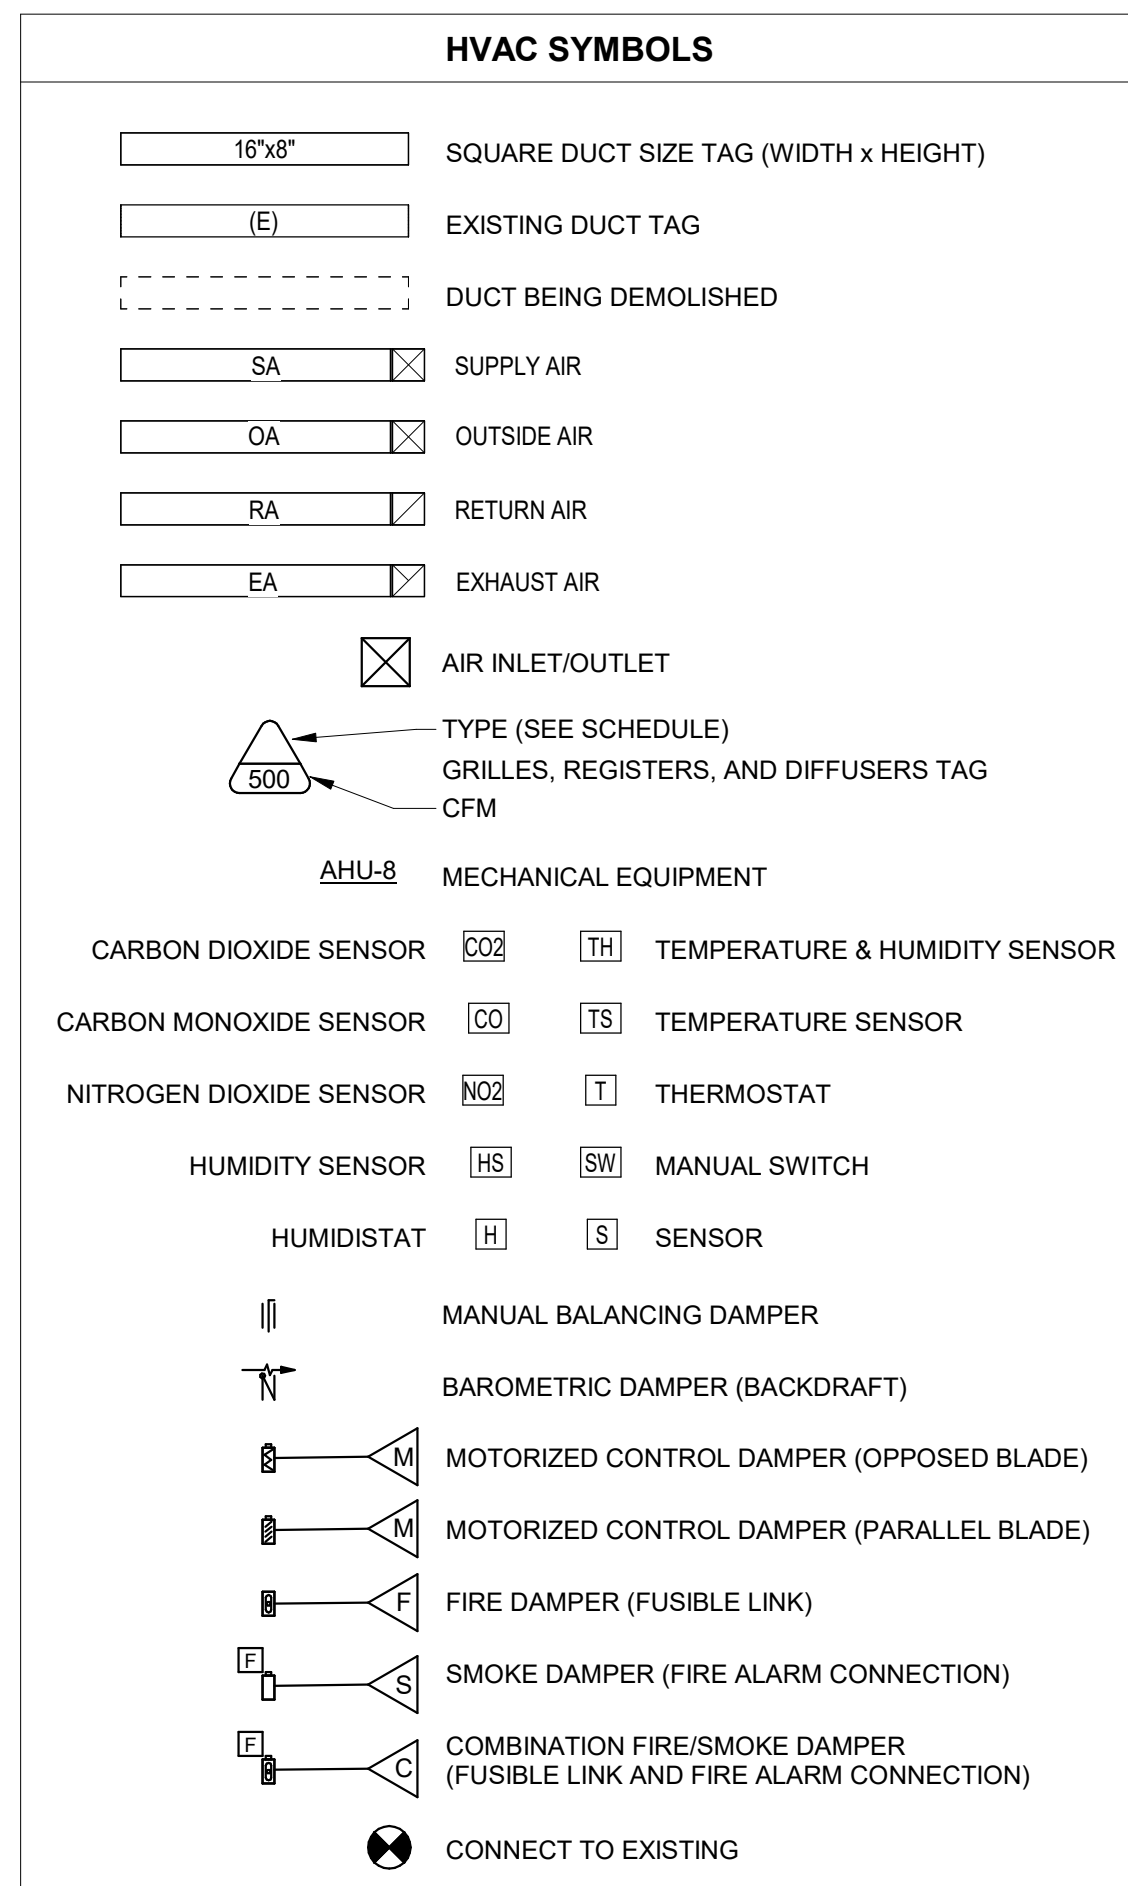 HVAC SYMBOLS
16"x8" SQUARE DUCT SIZE TAG (WIDTH x HEIGHT)
(E) EXISTING DUCT TAG
DUCT BEING DEMOLISHED
SA SUPPLY AIR
OA OUTSIDE AIR
RA RETURN AIR
EA EXHAUST AIR
AIR INLET/OUTLET
TYPE (SEE SCHEDULE)
500 GRILLES, REGISTERS, AND DIFFUSERS TAG
CFM
AHU-8 MECHANICAL EQUIPMENT
CARBON DIOXIDE SENSOR CO2 TH TEMPERATURE & HUMIDITY SENSOR
CARBON MONOXIDE SENSOR CO TS TEMPERATURE SENSOR
NITROGEN DIOXIDE SENSOR NO2 T THERMOSTAT
HUMIDITY SENSOR HS SW MANUAL SWITCH
HUMIDISTAT H S SENSOR
MANUAL BALANCING DAMPER
BAROMETRIC DAMPER (BACKDRAFT)
M MOTORIZED CONTROL DAMPER (OPPOSED BLADE)
M MOTORIZED CONTROL DAMPER (PARALLEL BLADE)
F FIRE DAMPER (FUSIBLE LINK)
F S SMOKE DAMPER (FIRE ALARM CONNECTION)
F C COMBINATION FIRE/SMOKE DAMPER
(FUSIBLE LINK AND FIRE ALARM CONNECTION)
CONNECT TO EXISTING